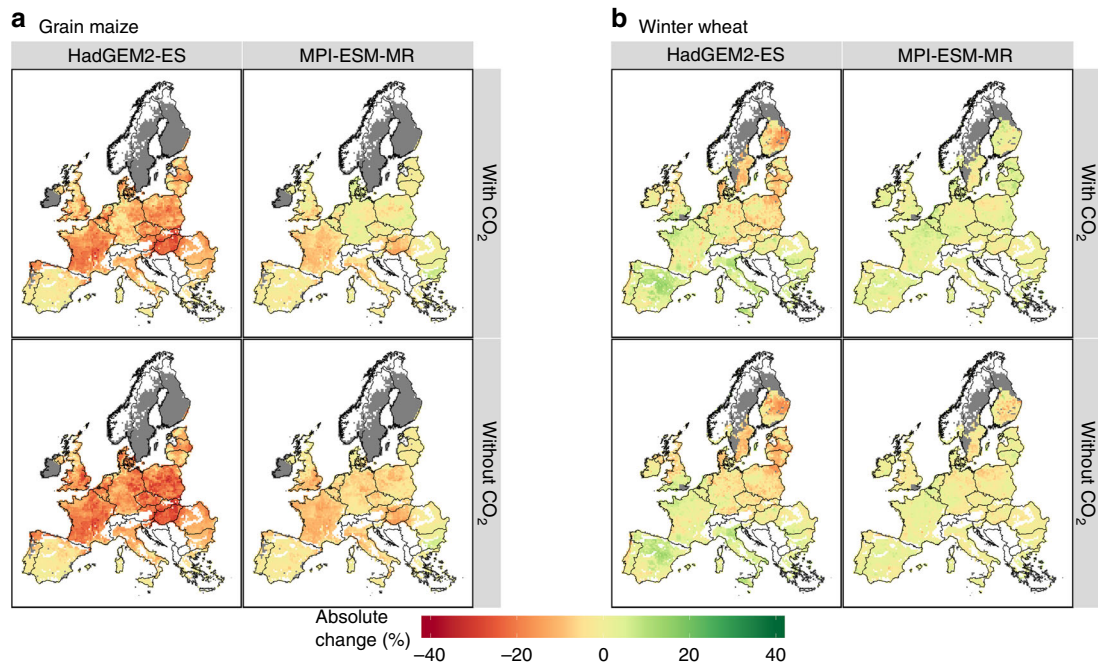 a Grain maize
HadGEM2-ES
MPI-ESM-MR
With CO₂
Without CO₂
b Winter wheat
HadGEM2-ES
MPI-ESM-MR
With CO₂
Without CO₂
Absolute
change (%)
–40 –20 0 20 40